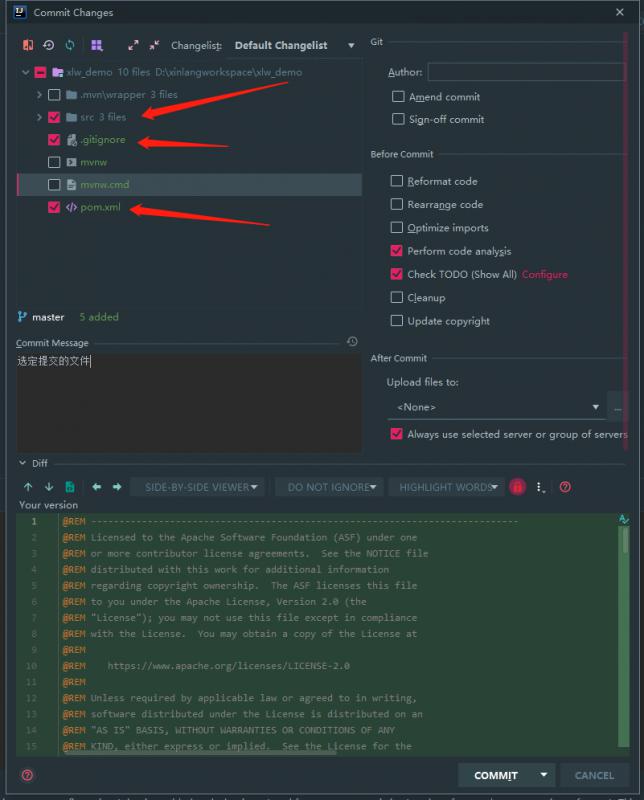 Commit Changes
Changelist: Default Changelist
xlw_demo 10 files D:\xinlangworkspace\xlw_demo
.mvn\wrapper 3 files
src 3 files
.gitignore
mvnw
mvnw.cmd
pom.xml
master 5 added
Commit Message
选定提交的文件
Git
Author:
Amend commit
Sign-off commit
Before Commit
Reformat code
Rearrange code
Optimize imports
Perform code analysis
Check TODO (Show All) Configure
Cleanup
Update copyright
After Commit
Upload files to:
<None>
...
Always use selected server or group of servers
Diff
SIDE-BY-SIDE VIEWER DO NOT IGNORE HIGHLIGHT WORDS
Your version
1 @REM ----------------------------------------------------------------------------
2 @REM Licensed to the Apache Software Foundation (ASF) under one
3 @REM or more contributor license agreements. See the NOTICE file
4 @REM distributed with this work for additional information
5 @REM regarding copyright ownership. The ASF licenses this file
6 @REM to you under the Apache License, Version 2.0 (the
7 @REM "License"); you may not use this file except in compliance
8 @REM with the License. You may obtain a copy of the License at
9 @REM
10 @REM https://www.apache.org/licenses/LICENSE-2.0
11 @REM
12 @REM Unless required by applicable law or agreed to in writing,
13 @REM software distributed under the License is distributed on an
14 @REM "AS IS" BASIS, WITHOUT WARRANTIES OR CONDITIONS OF ANY
15 @REM KIND, either express or implied. See the License for the
COMMIT CANCEL